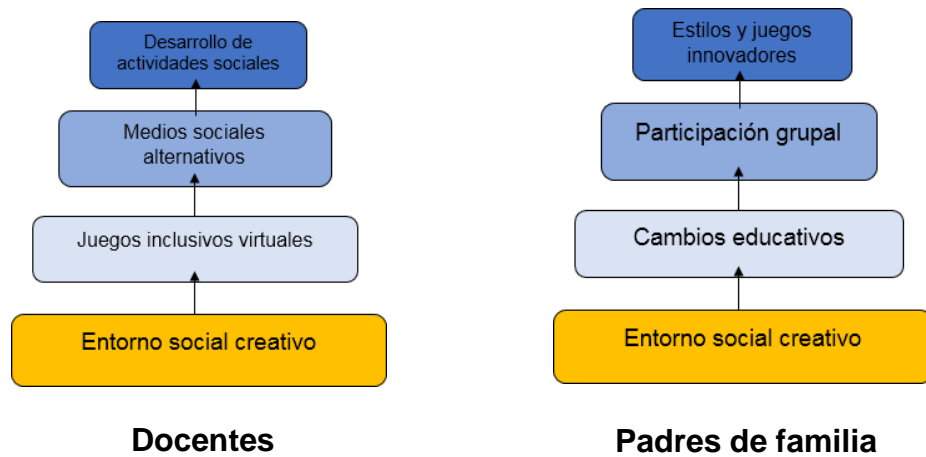 Desarrollo de
actividades sociales
Medios sociales
alternativos
Juegos inclusivos virtuales
Entorno social creativo
Docentes
Estilos y juegos
innovadores
Participación grupal
Cambios educativos
Entorno social creativo
Padres de familia